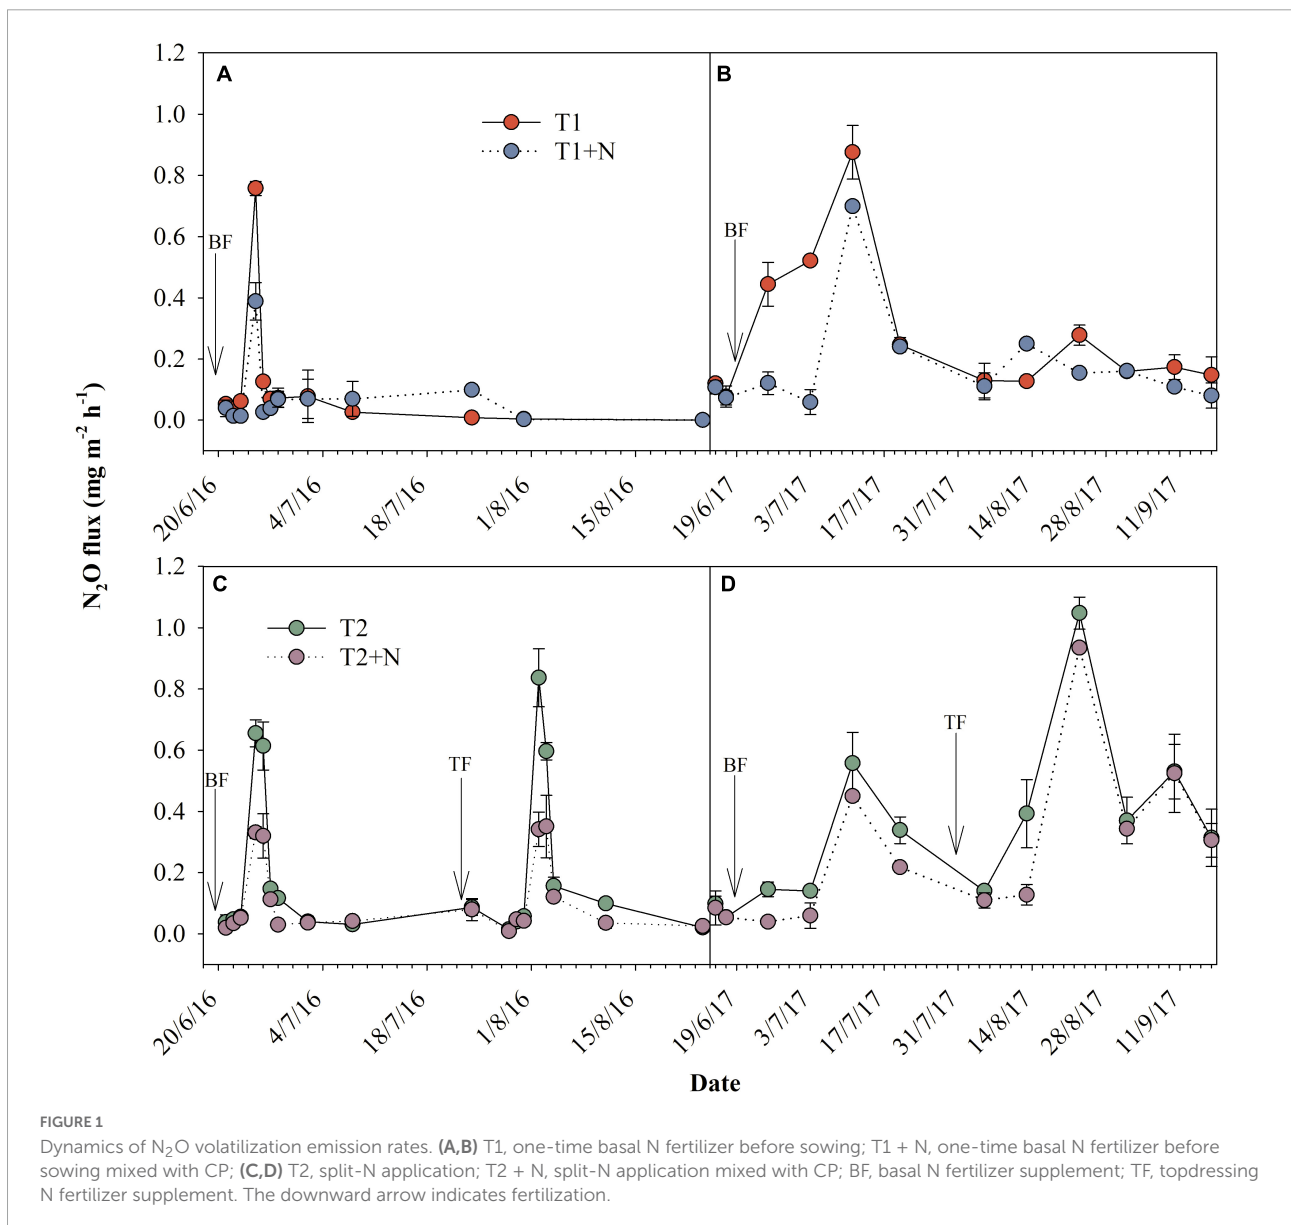 A
B
1.2
1.0
0.8
0.6
0.4
0.2
0.0
T1
T1+N
BF
BF
20/6/16
4/7/16
18/7/16
1/8/16
15/8/16
19/6/17
3/7/17
17/7/17
31/7/17
14/8/17
28/8/17
11/9/17
N₂O flux (mg m⁻² h⁻¹)
C
D
1.2
1.0
0.8
0.6
0.4
0.2
0.0
T2
T2+N
BF
TF
BF
TF
20/6/16
4/7/16
18/7/16
1/8/16
15/8/16
19/6/17
3/7/17
17/7/17
31/7/17
14/8/17
28/8/17
11/9/17
Date
FIGURE 1
Dynamics of N₂O volatilization emission rates. (A,B) T1, one-time basal N fertilizer before sowing; T1 + N, one-time basal N fertilizer before
sowing mixed with CP; (C,D) T2, split-N application; T2 + N, split-N application mixed with CP; BF, basal N fertilizer supplement; TF, topdressing
N fertilizer supplement. The downward arrow indicates fertilization.